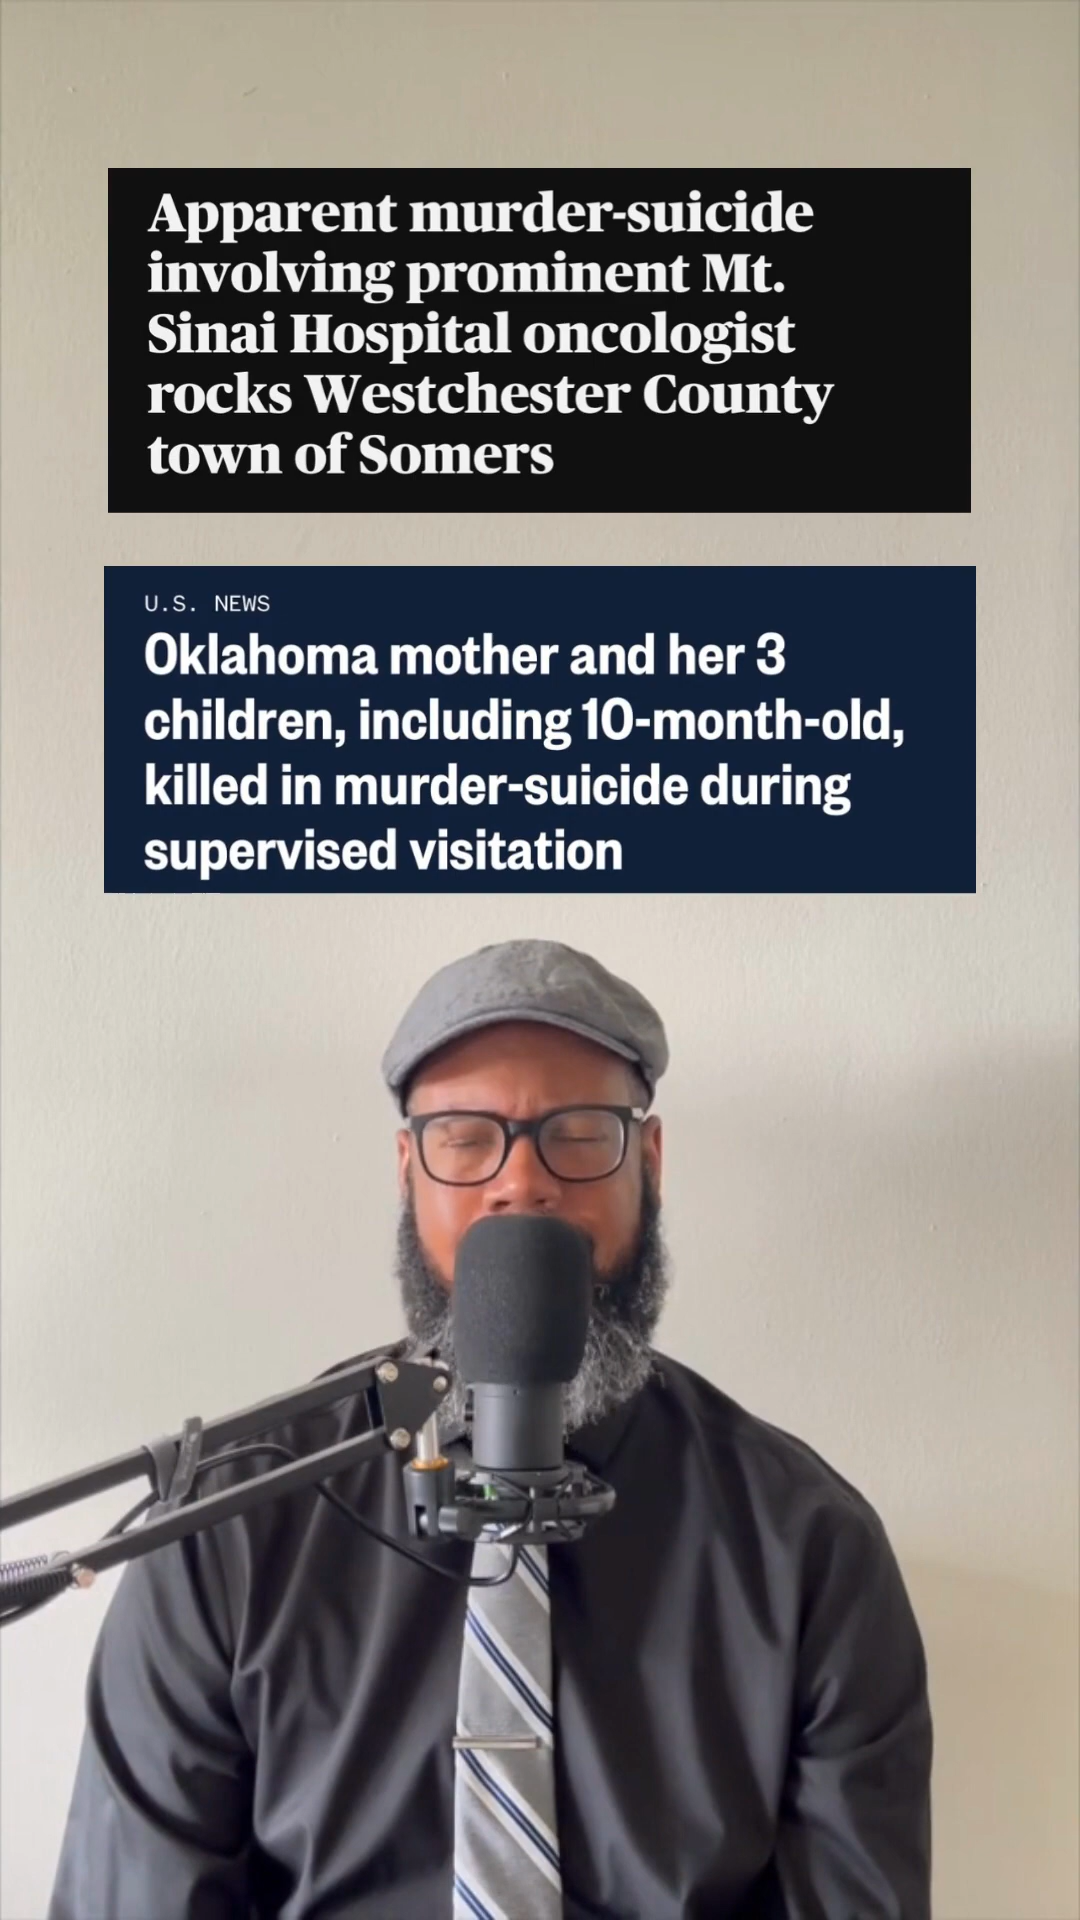 Apparent murder-suicide
involving prominent Mt.
Sinai Hospital oncologist
rocks Westchester County
town of Somers
U.S. NEWS
Oklahoma mother and her 3
children, including 10-month-old,
killed in murder-suicide during
supervised visitation